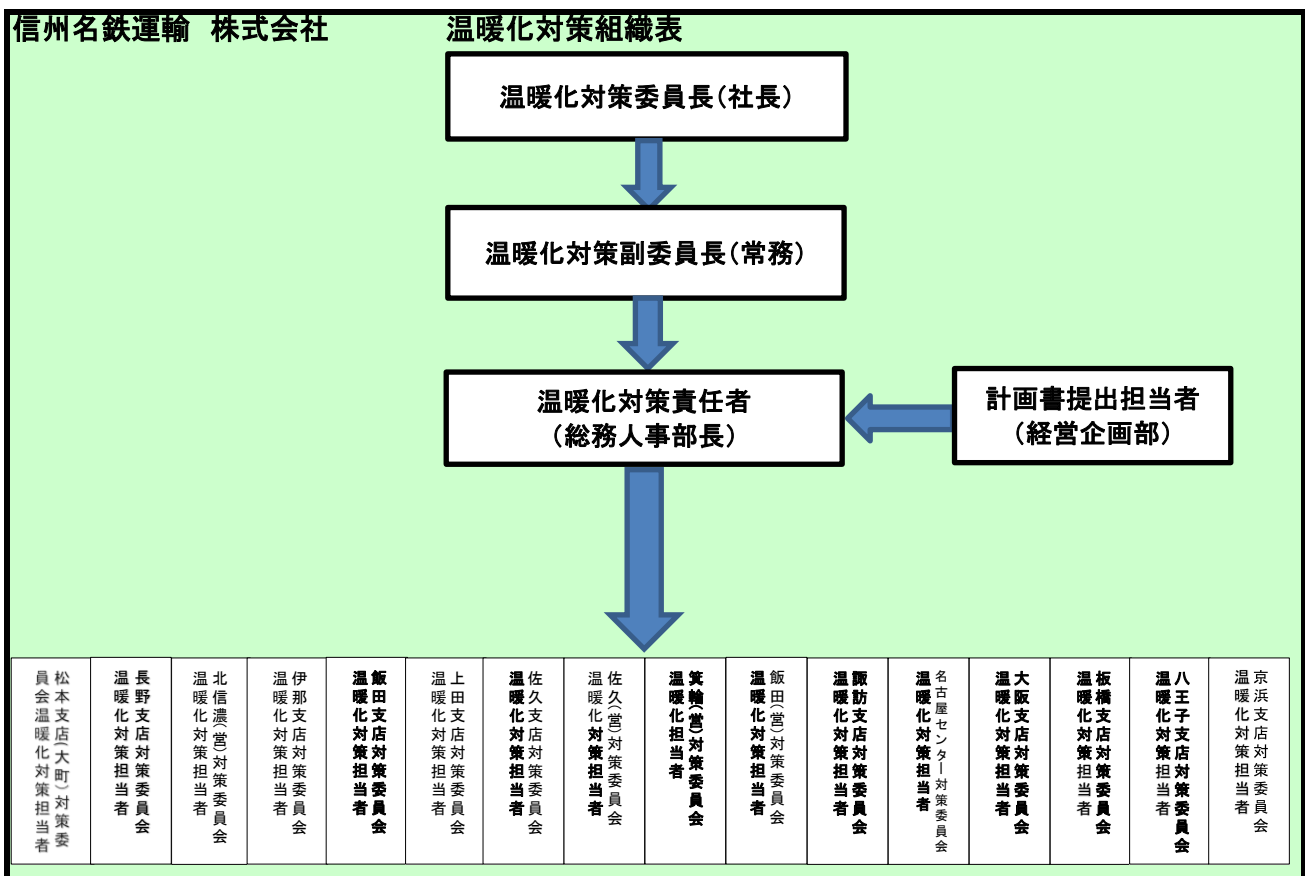 信州名鉄運輸 株式会社 温暖化対策組織表
温暖化対策委員長(社長)
温暖化対策副委員長(常務)
温暖化対策責任者
(総務人事部長)
計画書提出担当者
(経営企画部)
松本支店(大町)対策委
員会温暖化対策担当者
長野支店対策委員会
温暖化対策担当者
北信濃(営)対策委員会
温暖化対策担当者
伊那支店対策委員会
温暖化対策担当者
飯田支店対策委員会
温暖化対策担当者
上田支店対策委員会
温暖化対策担当者
佐久支店対策委員会
温暖化対策担当者
佐久(営)対策委員会
温暖化対策担当者
箕輪(営)対策委員会
温暖化担当者
飯田(営)対策委員会
温暖化対策担当者
諏訪支店対策委員会
温暖化対策担当者
名古屋センター対策委員会
温暖化対策担当者
大阪支店対策委員会
温暖化対策担当者
板橋支店対策委員会
温暖化対策担当者
八王子支店対策委員会
温暖化対策担当者
京浜支店対策委員会
温暖化対策担当者